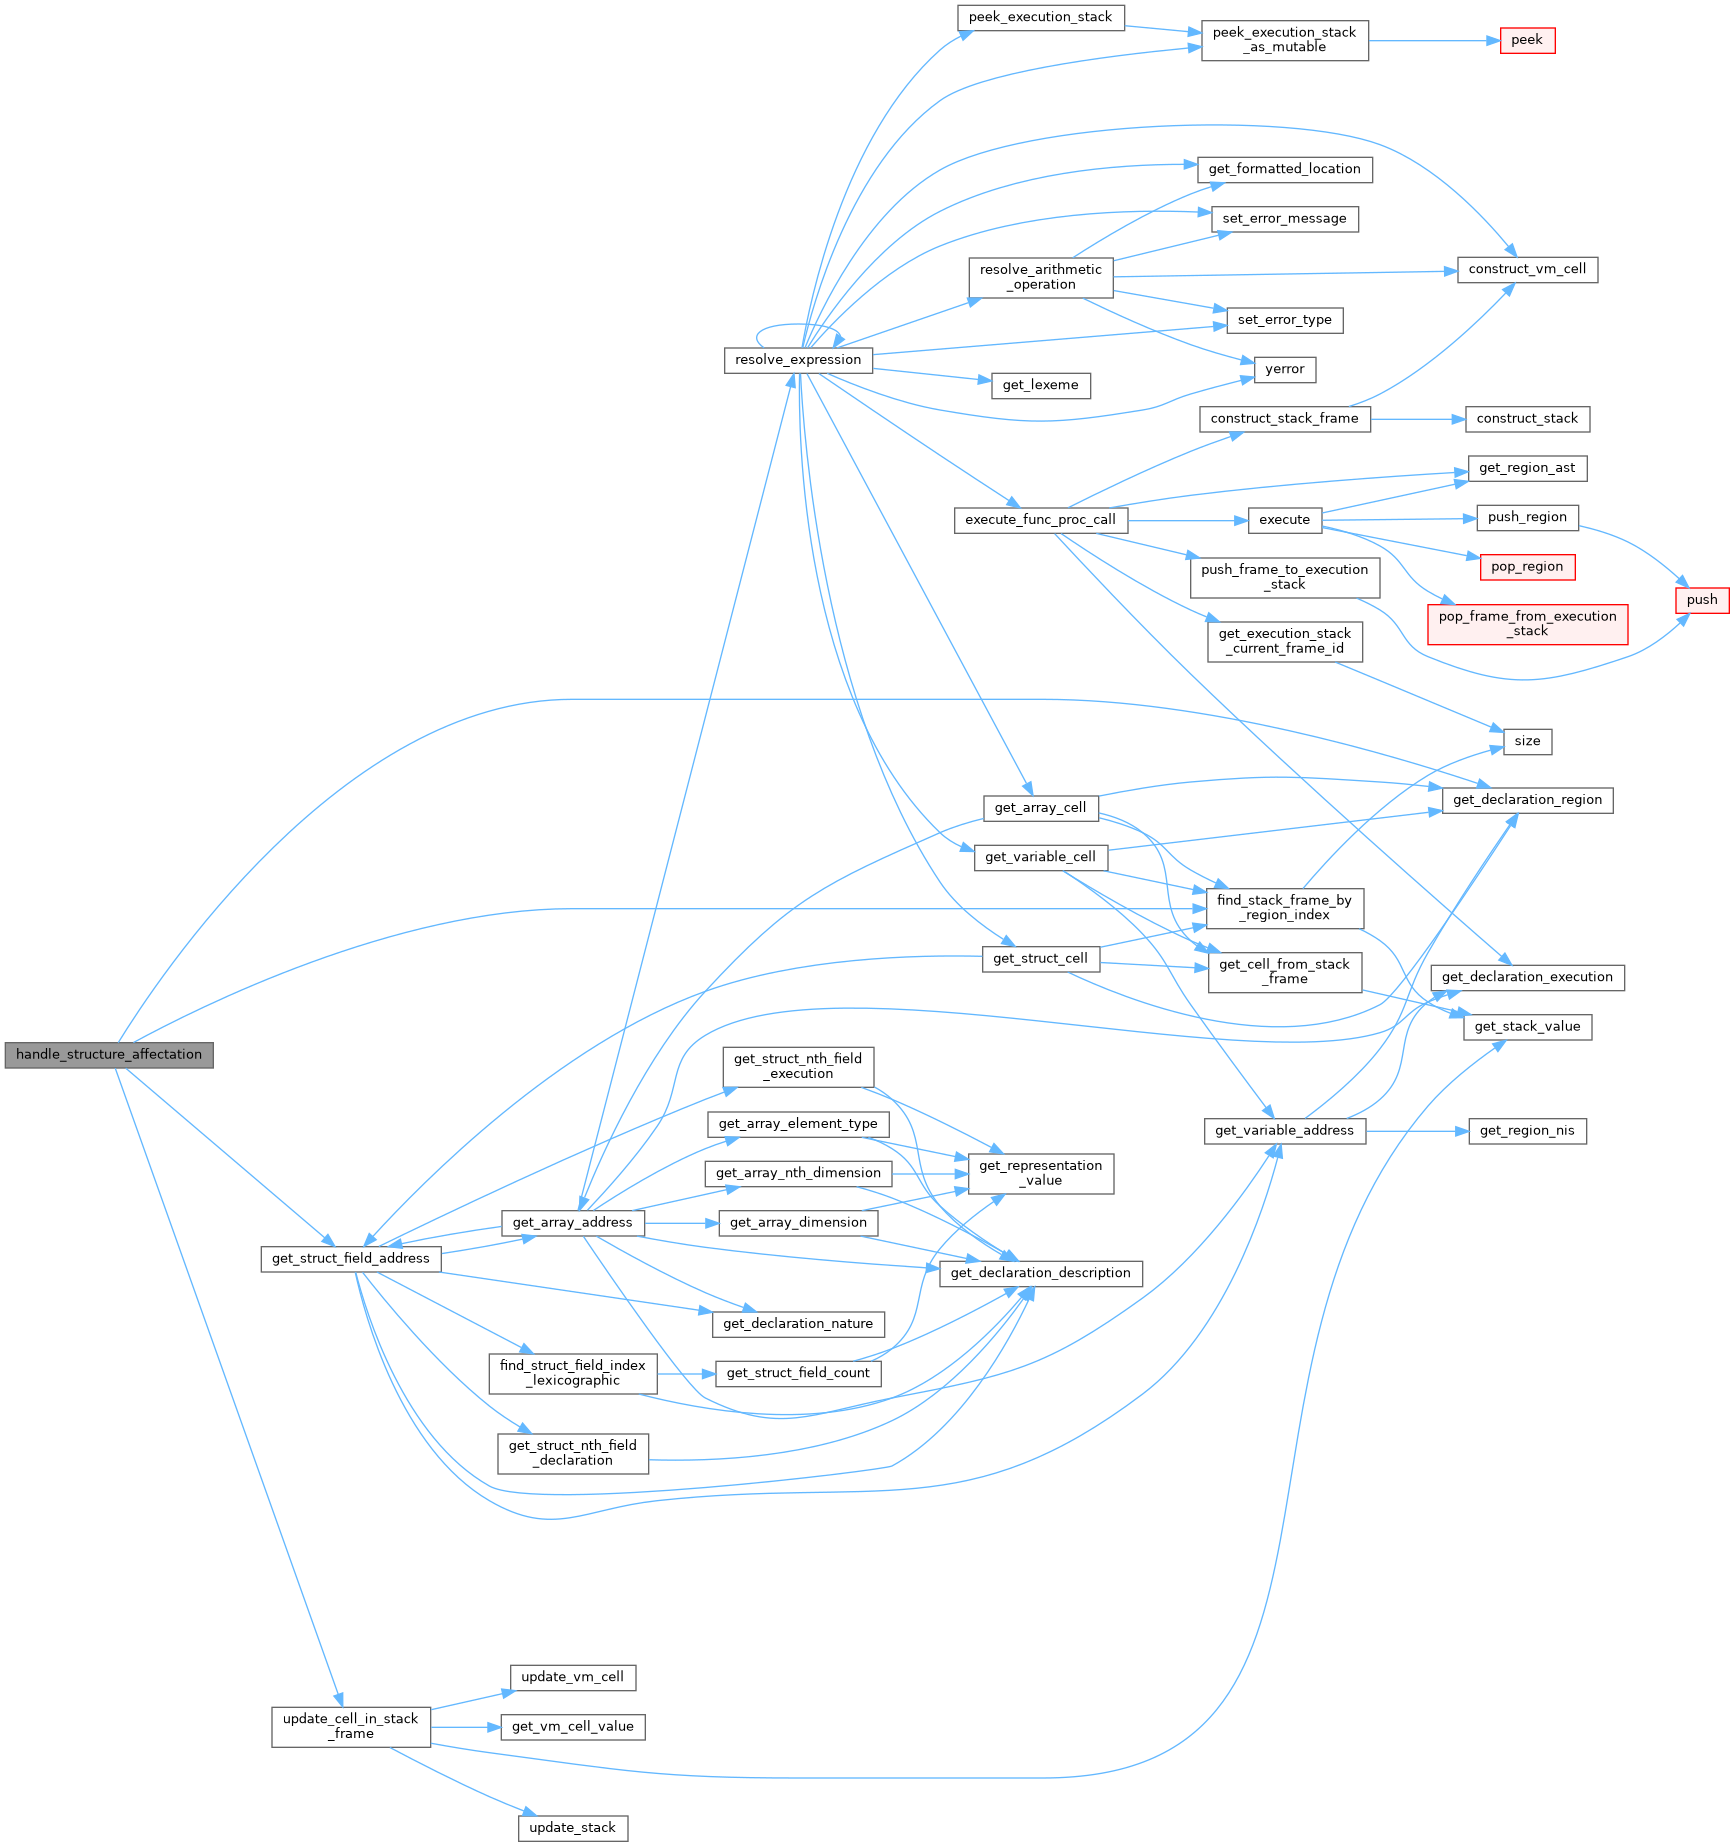 peek_execution_stack
peek_execution_stack
_as_mutable
peek
get_formatted_location
set_error_message
resolve_arithmetic
_operation
construct_vm_cell
set_error_type
resolve_expression
yerror
get_lexeme
construct_stack_frame
construct_stack
get_region_ast
execute_func_proc_call
execute
push_region
push_frame_to_execution
_stack
pop_region
push
pop_frame_from_execution
_stack
get_execution_stack
_current_frame_id
size
get_array_cell
get_declaration_region
get_variable_cell
find_stack_frame_by
_region_index
get_struct_cell
get_cell_from_stack
_frame
get_declaration_execution
get_stack_value
handle_structure_affectation
get_struct_nth_field
_execution
get_array_element_type
get_variable_address
get_region_nis
get_array_nth_dimension
get_representation
_value
get_array_address
get_array_dimension
get_struct_field_address
get_declaration_description
get_declaration_nature
find_struct_field_index
_lexicographic
get_struct_field_count
get_struct_nth_field
_declaration
update_vm_cell
update_cell_in_stack
_frame
get_vm_cell_value
update_stack